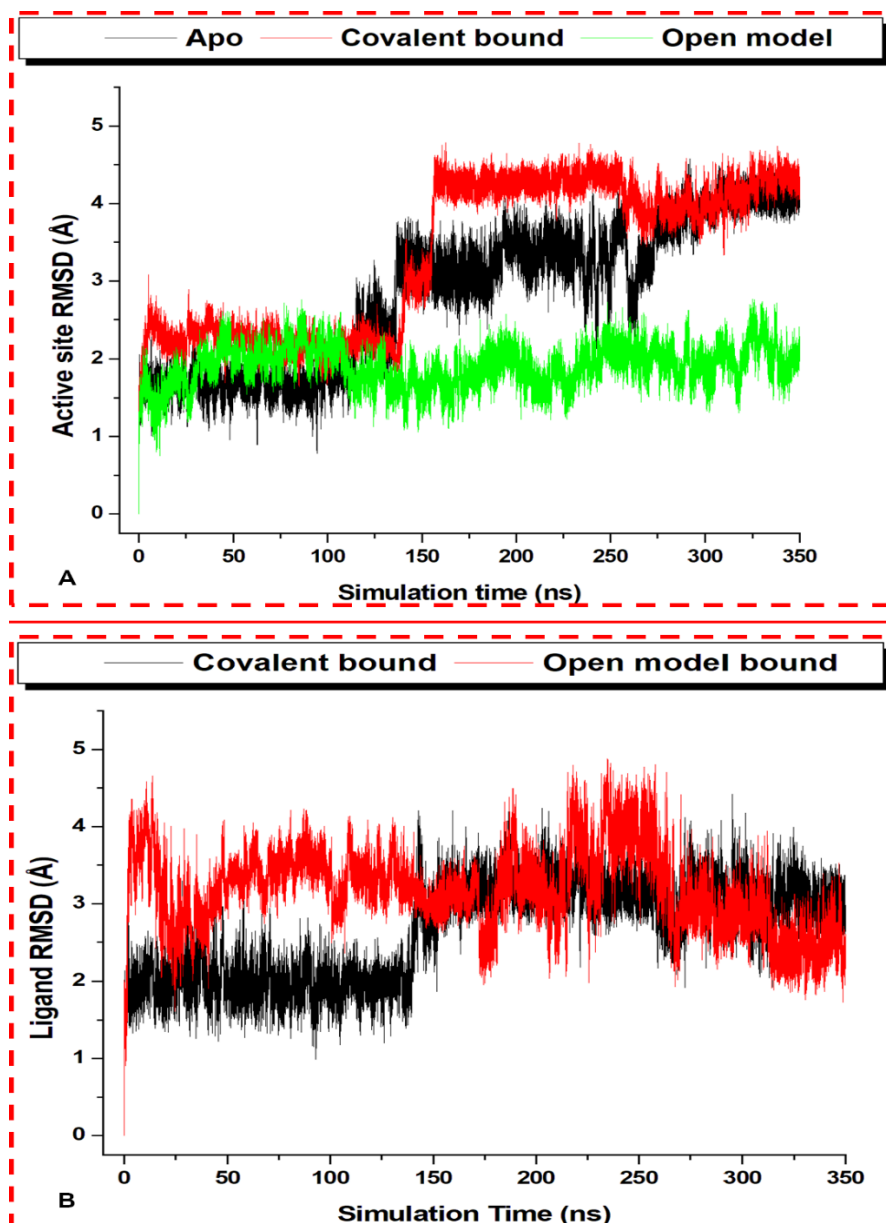 Apo Covalent bound Open model
Active site RMSD (Å)
5
4
3
2
1
0
0 50 100 150 200 250 300 350
Simulation time (ns)
A
Covalent bound Open model bound
Ligand RMSD (Å)
5
4
3
2
1
0
0 50 100 150 200 250 300 350
Simulation Time (ns)
B